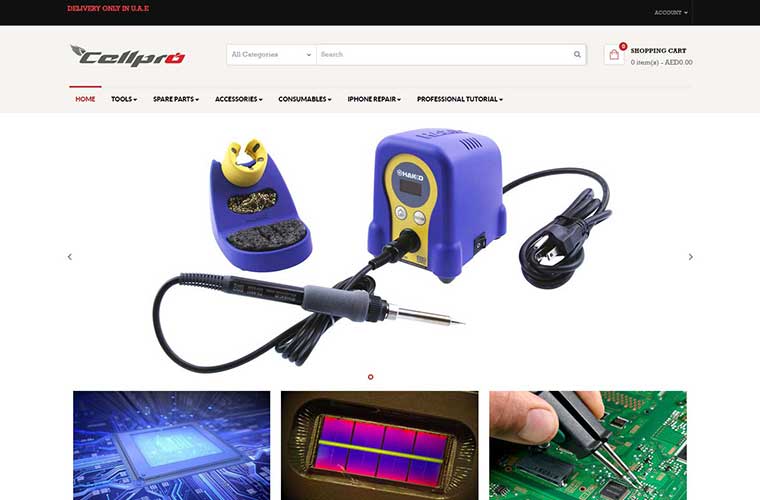 DELIVERY ONLY IN U.A.E
ACCOUNT
Cellpro
All Categories
Search
0
SHOPPING CART
0 item(s) - AED0.00
HOME
TOOLS
SPARE PARTS
ACCESSORIES
CONSUMABLES
IPHONE REPAIR
PROFESSIONAL TUTORIAL
HAKKO